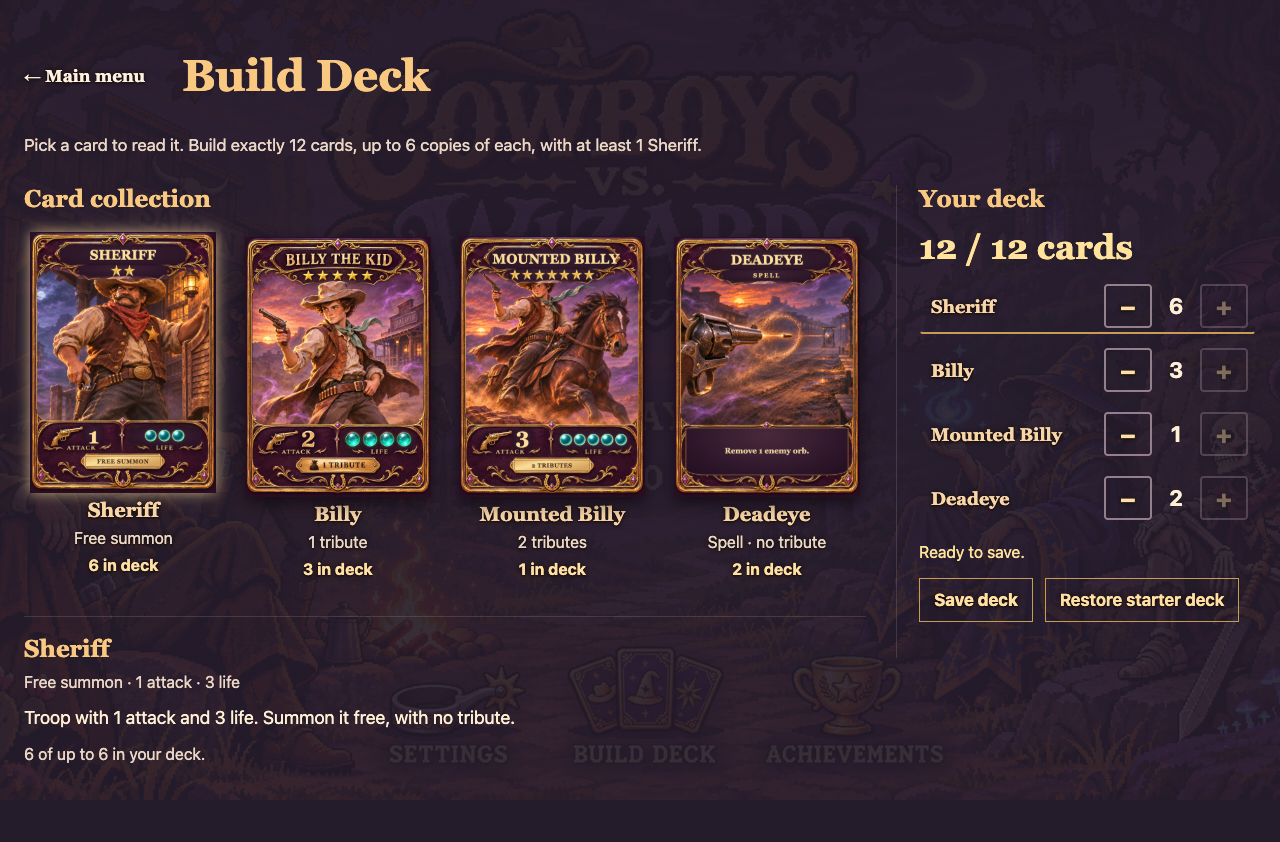 ← Main menu
Build Deck
Pick a card to read it. Build exactly 12 cards, up to 6 copies of each, with at least 1 Sheriff.
COWBOYS
VS.
WIZARDS
Card collection
SHERIFF
1
ATTACK
LIFE
FREE SUMMON
Sheriff
Free summon
6 in deck
BILLY THE KID
SALOON
2
ATTACK
LIFE
1 TRIBUTE
Billy
1 tribute
3 in deck
MOUNTED BILLY
3
ATTACK
LIFE
2 TRIBUTES
Mounted Billy
2 tributes
1 in deck
DEADEYE
SPELL
Remove 1 enemy orb.
Deadeye
Spell · no tribute
2 in deck
Your deck
12 / 12 cards
Sheriff − 6 +
Billy − 3 +
Mounted Billy − 1 +
Deadeye − 2 +
Ready to save.
Save deck
Restore starter deck
Sheriff
Free summon · 1 attack · 3 life
Troop with 1 attack and 3 life. Summon it free, with no tribute.
6 of up to 6 in your deck.
SETTINGS
BUILD DECK
ACHIEVEMENTS